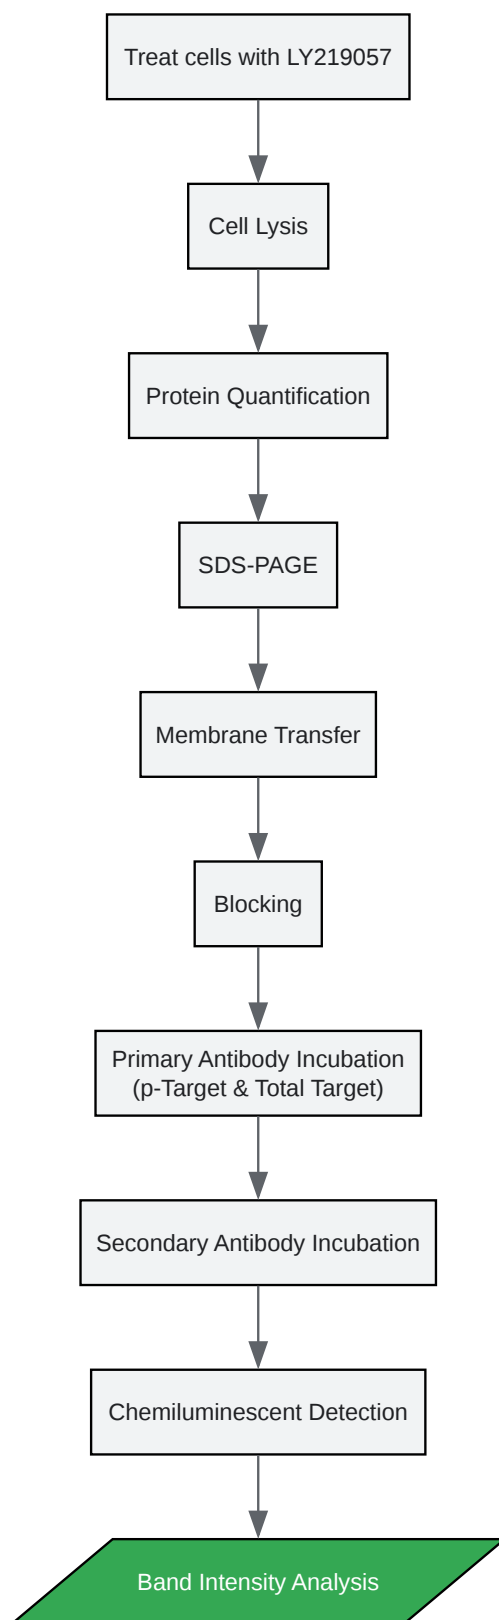 Treat cells with LY219057
Cell Lysis
Protein Quantification
SDS-PAGE
Membrane Transfer
Blocking
Primary Antibody Incubation
(p-Target & Total Target)
Secondary Antibody Incubation
Chemiluminescent Detection
Band Intensity Analysis